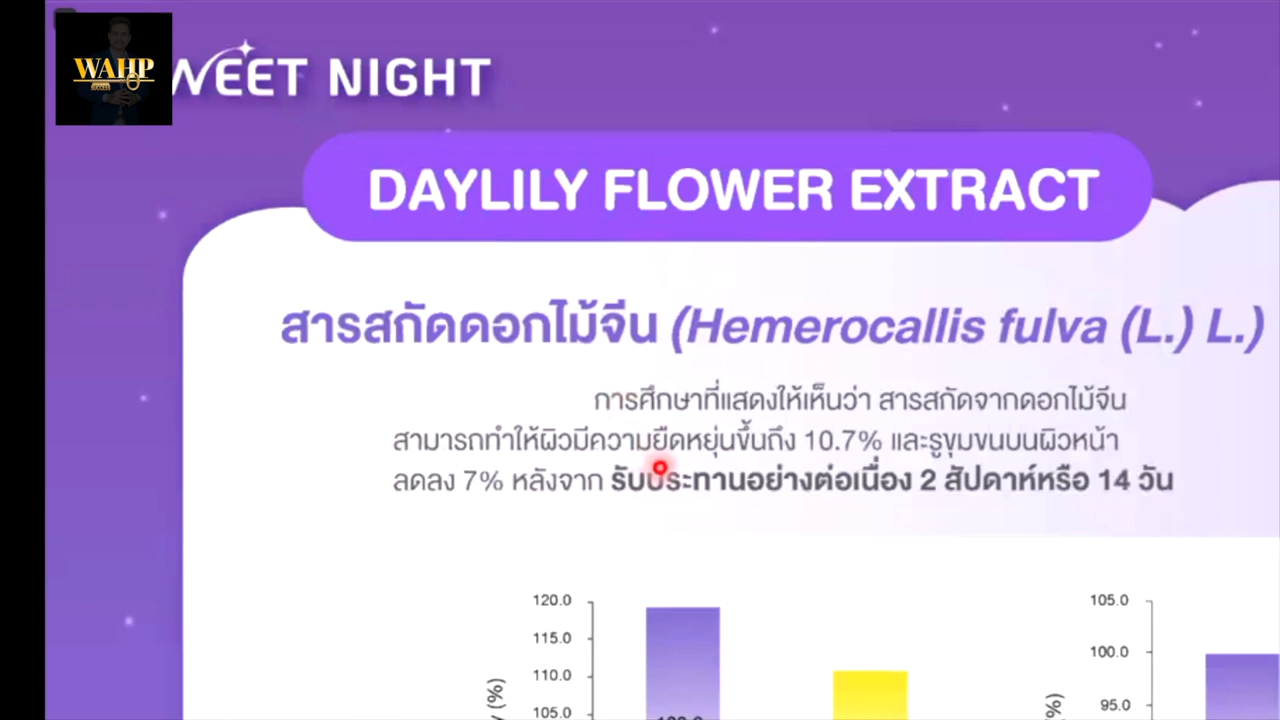 WAHP
WEET NIGHT
DAYLILY FLOWER EXTRACT
สารสกัดดอกไม้จีน (Hemerocallis fulva (L.) L.)
การศึกษาที่แสดงให้เห็นว่า สารสกัดจากดอกไม้จีน
สามารถทำให้ผิวมีความยืดหยุ่นขึ้นถึง 10.7% และรูขุมขนบนผิวหน้า
ลดลง 7% หลังจาก รับประทานอย่างต่อเนื่อง 2 สัปดาห์หรือ 14 วัน
120.0
115.0
110.0
105.0
(%)
105.0
100.0
95.0
(%)